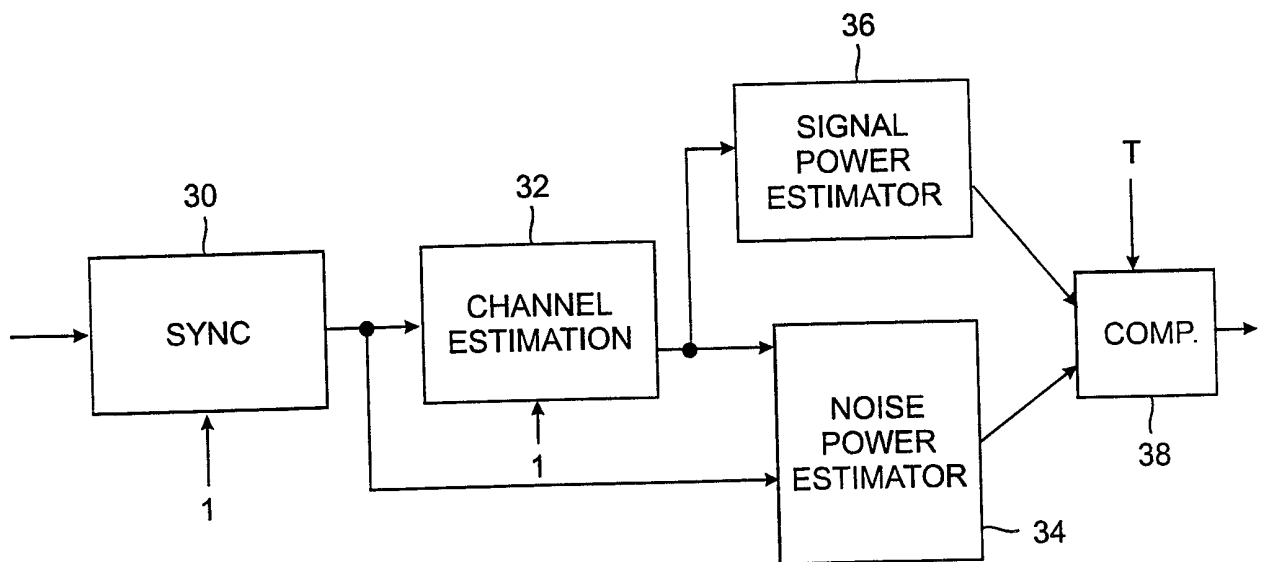 36
SIGNAL
POWER
ESTIMATOR
T
30
32
SYNC
CHANNEL
ESTIMATION
COMP.
NOISE
POWER
ESTIMATOR
38
1
1
34